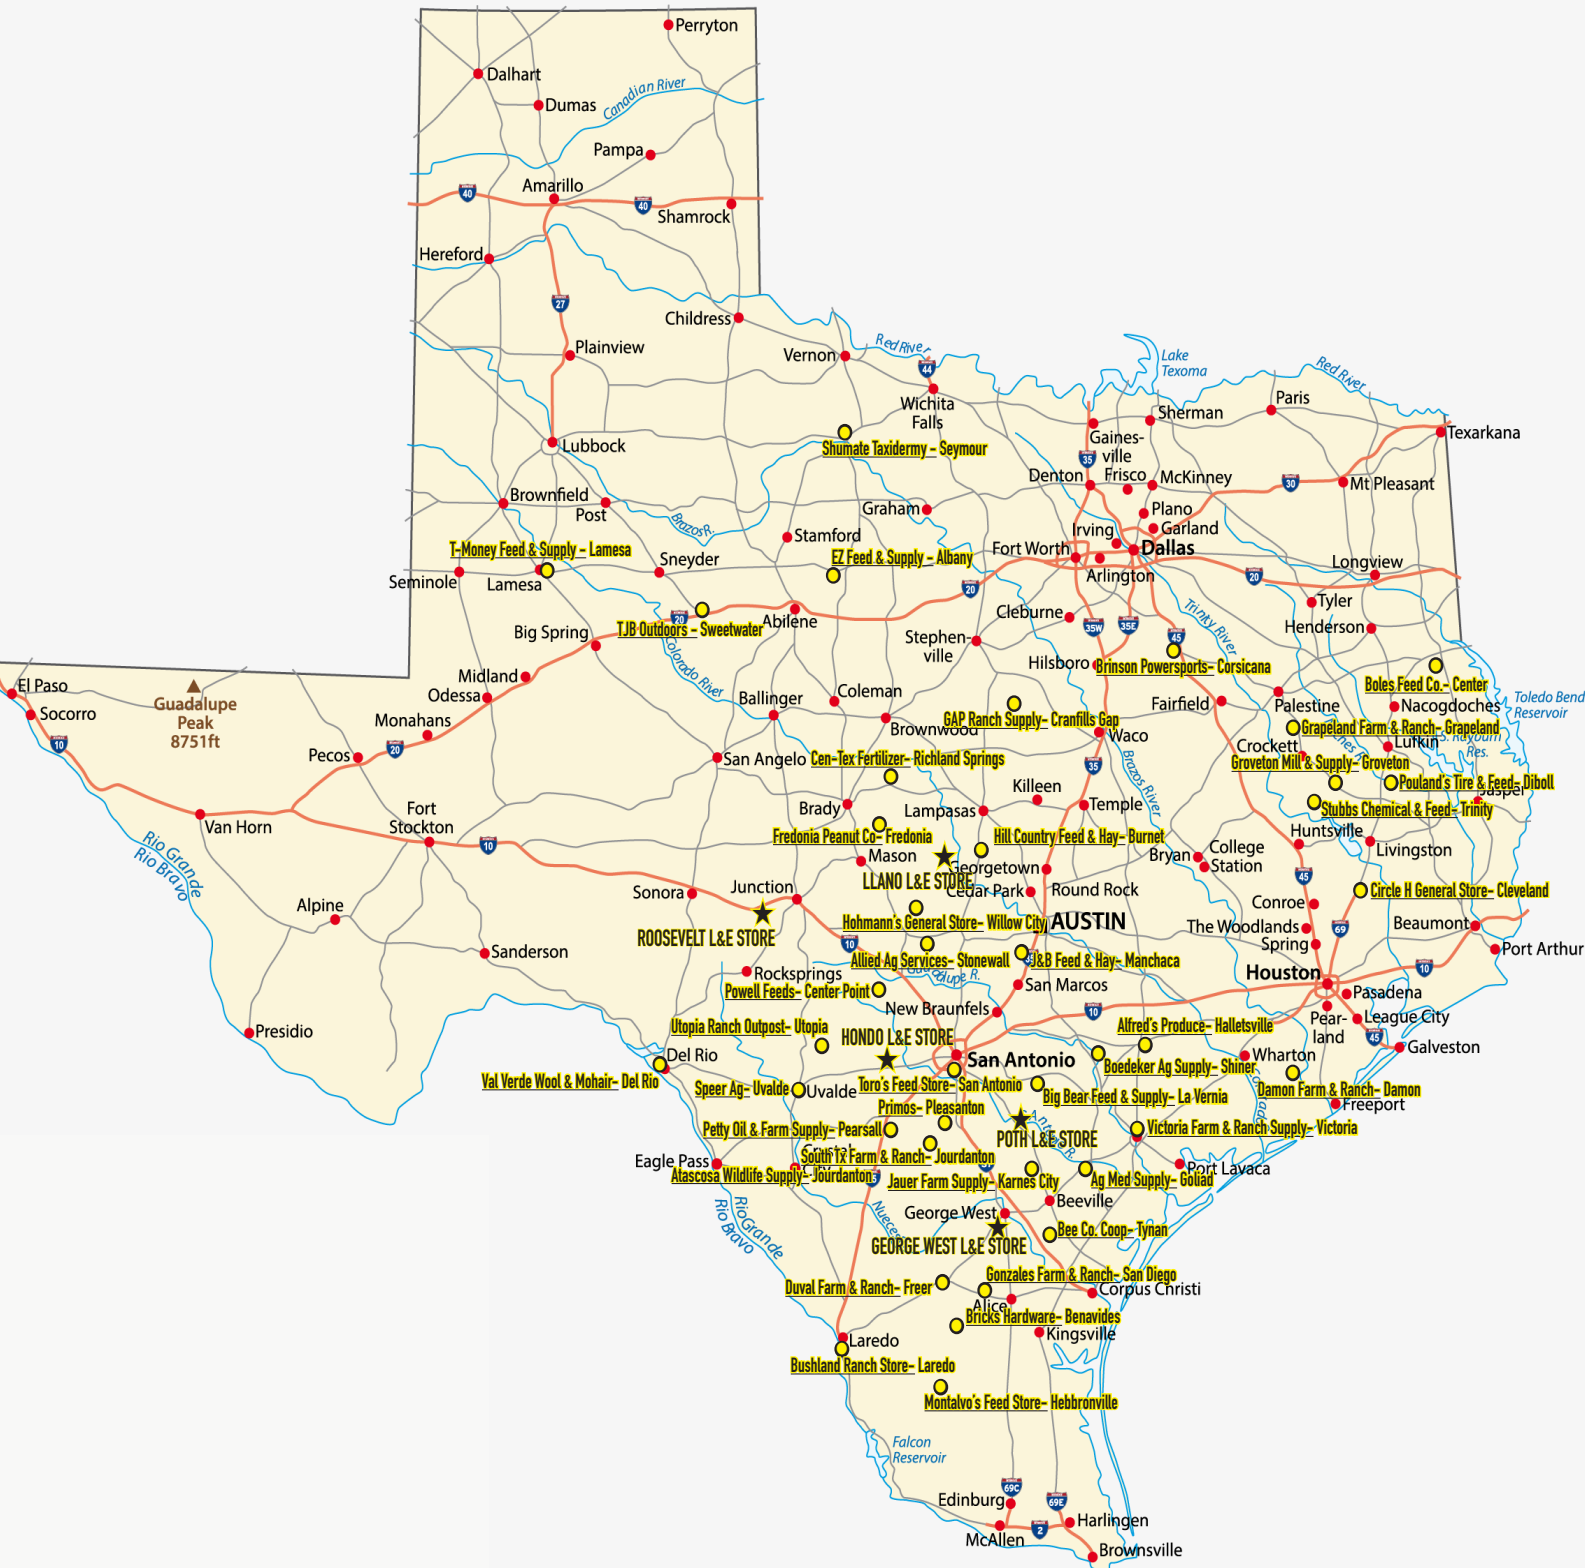 Perryton
Dalhart
Dumas
Canadian River
Pampa
Amarillo
40
40
Shamrock
Hereford
27
Childress
Plainview
Vernon
Red River
44
Lake
Texoma
Red River
Wichita
Falls
Paris
Sherman
Gaines-
ville
Texarkana
Lubbock
Shumate Taxidermy - Seymour
35
Denton
Frisco
McKinney
30
Mt Pleasant
Brownfield
Post
Graham
Plano
Brazos R.
Stamford
Irving
Garland
T-Money Feed & Supply - Lamesa
EZ Feed & Supply - Albany
Fort Worth
Dallas
Sneyder
Seminole
Lamesa
Arlington
20
Longview
20
Tyler
Cleburne
Trinity River
20
Abilene
TJB Outdoors - Sweetwater
35W
35E
45
Henderson
Big Spring
Stephen-
ville
Colorado River
Hilsboro
Brinson Powersports- Corsicana
Midland
Odessa
El Paso
Guadalupe
Peak
8751ft
Socorro
Boles Feed Co.- Center
Ballinger
Coleman
Fairfield
Palestine
Nacogdoches
Toledo Bend
Reservoir
Monahans
GAP Ranch Supply- Cranfills Gap
Brownwood
Waco
Grapeland Farm & Ranch- Grapeland
10
20
Pecos
San Angelo
Cen-Tex Fertilizer- Richland Springs
Crockett
Lufkin
Res.
Groveton Mill & Supply- Groveton
35
Brazos River
Pouland's Tire & Feed- Diboll
Jasper
Killeen
Brady
Lampasas
Temple
Stubbs Chemical & Feed- Trinity
Van Horn
Fort
Stockton
Fredonia Peanut Co- Fredonia
Hill Country Feed & Hay- Burnet
Huntsville
Livingston
10
Rio Grande
Rio Bravo
Mason
Georgetown
Bryan
College
Station
LLANO L&E STORE
45
Sonora
Junction
Cedar Park
Round Rock
Circle H General Store- Cleveland
Alpine
Conroe
Hohmann's General Store- Willow City
AUSTIN
The Woodlands
69
Beaumont
ROOSEVELT L&E STORE
10
Spring
Port Arthur
Sanderson
Allied Ag Services- Stonewall
35
J&B Feed & Hay- Manchaca
Rocksprings
Houston
10
San Marcos
Powell Feeds- Center Point
Pasadena
New Braunfels
10
Pear-
land
League City
Presidio
Utopia Ranch Outpost- Utopia
Alfred's Produce- Halletsville
45
HONDO L&E STORE
Galveston
Del Rio
San Antonio
Wharton
Boedeker Ag Supply- Shiner
Val Verde Wool & Mohair- Del Rio
Speer Ag- Uvalde
Uvalde
Toro's Feed Store- San Antonio
Damon Farm & Ranch- Damon
Big Bear Feed & Supply- La Vernia
Freeport
Primos- Pleasanton
Petty Oil & Farm Supply- Pearsall
POTH L&E STORE
Victoria Farm & Ranch Supply- Victoria
Eagle Pass
Crystal
City
South Tx Farm & Ranch- Jourdanton
Port Lavaca
Atascosa Wildlife Supply- Jourdanton
Jauer Farm Supply- Karnes City
Ag Med Supply- Goliad
Rio Grande
Rio Bravo
Beeville
George West
Bee Co. Coop- Tynan
GEORGE WEST L&E STORE
Gonzales Farm & Ranch- San Diego
Duval Farm & Ranch- Freer
Corpus Christi
Alice
Bricks Hardware- Benavides
Kingsville
Laredo
Bushland Ranch Store- Laredo
Montalvo's Feed Store- Hebbronville
Falcon
Reservoir
69C
Edinburg
69E
McAllen
2
Harlingen
Brownsville